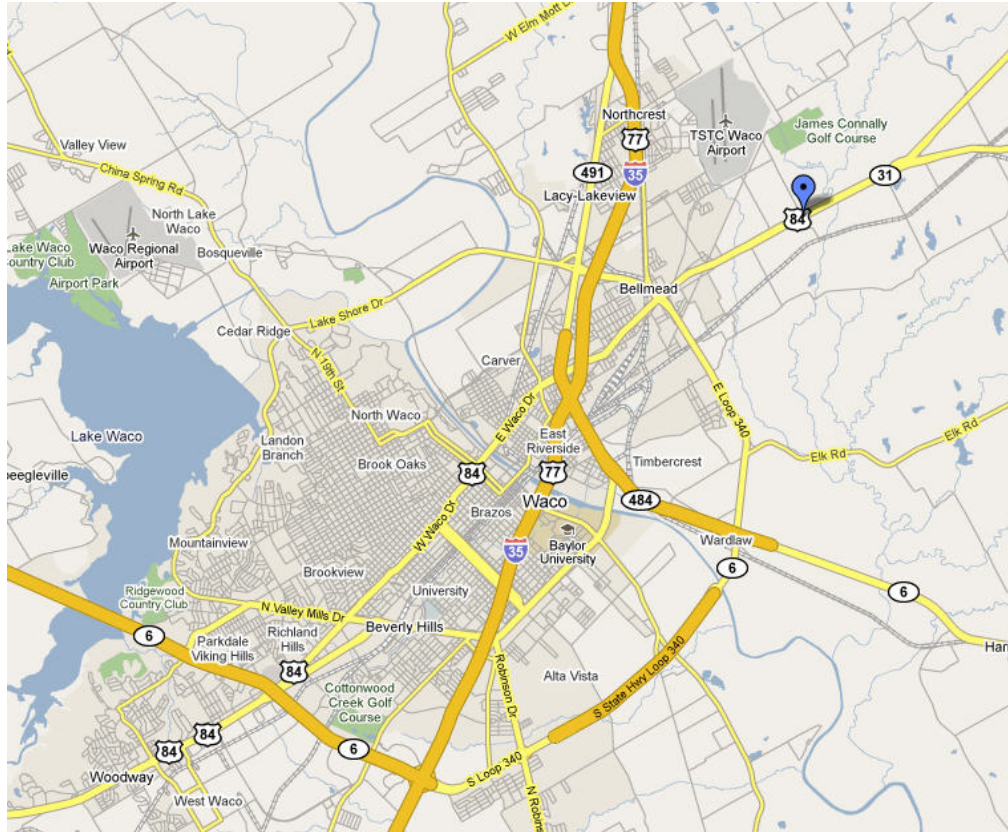 W Elm Mott Dr
Northcrest
77
TSTC Waco
Airport
James Connally
Golf Course
Valley View
China Spring Rd
491
35
31
Lacy-Lakeview
84
North Lake
Waco
Waco Regional
Airport
Bosqueville
Lake Waco
Country Club
Airport Park
Bellmead
Lake Shore Dr
Cedar Ridge
N 19th St
Carver
E Waco Dr
E Loop 340
North Waco
Lake Waco
Landon
Branch
East
Riverside
Elk Rd
Elk Rd
Brook Oaks
Timbercrest
84
77
484
Waco
Brazos
W Waco Dr
Mountainview
35
Baylor
University
Wardlaw
6
6
Brookview
Ridgewood
Country Club
University
N Valley Mills Dr
Beverly Hills
6
Parkdale
Viking Hills
Richland
Hills
84
Robinson Dr
Alta Vista
S State Hwy Loop 340
Cottonwood
Creek Golf
Course
84
84
6
Woodway
S Loop 340
West Waco